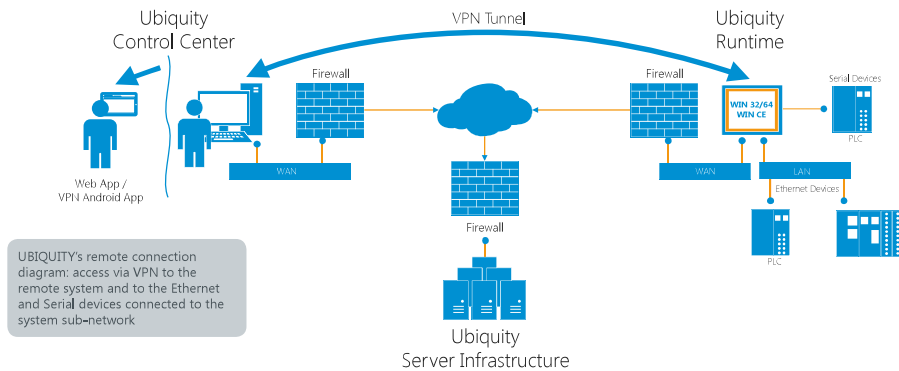 Ubiquity
Control Center
VPN Tunnel
Ubiquity
Runtime
Firewall
Firewall
Serial Devices
WIN 32/64
WIN CE
PLC
WAN
WAN
LAN
Ethernet Devices
Web App /
VPN Android App
Firewall
PLC
UBIQUITY's remote connection
diagram: access via VPN to the
remote system and to the Ethernet
and Serial devices connected to the
system sub-network
Ubiquity
Server Infrastructure